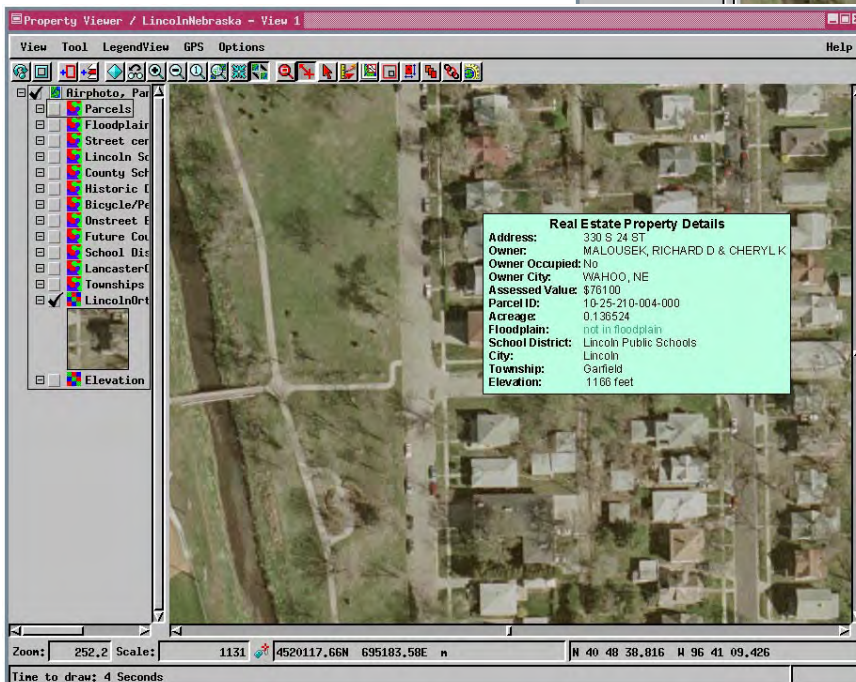 Property Viewer / LincolnNebraska - View 1
View Tool LegendView GPS Options Help
Airphoto, Par
Parcels
Floodplain
Street cen
Lincoln Sc
County Sch
Historic D
Bicycle/Pe
Onstreet B
Future Cou
School Dis
LancasterC
Townships
LincolnOrt
Elevation
Real Estate Property Details
Address: 330 S 24 ST
Owner: MALOUSEK, RICHARD D & CHERYL K
Owner Occupied: No
Owner City: WAHOO, NE
Assessed Value: $76100
Parcel ID: 10-25-210-004-000
Acreage: 0.136524
Floodplain: not in floodplain
School District: Lincoln Public Schools
City: Lincoln
Township: Garfield
Elevation: 1166 feet
Zoom: 252.2 Scale: 1131 4520117.66N 695183.58E m N 40 48 38.816 W 96 41 09.426
Time to draw: 4 Seconds